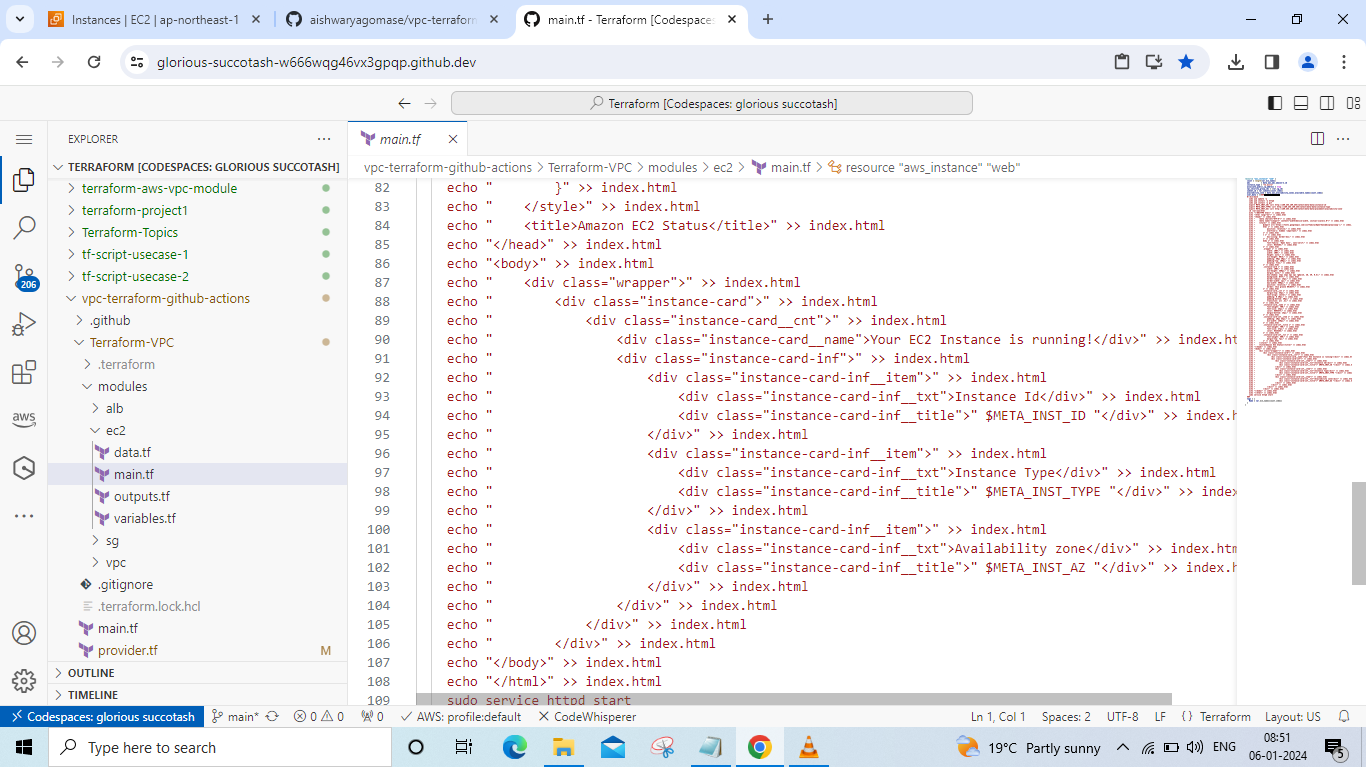 Instances | EC2 | ap-northeast-1
aishwaryagomase/vpc-terraform
main.tf - Terraform [Codespaces
glorious-succotash-w666wqg46vx3gpqp.github.dev
Terraform [Codespaces: glorious succotash]
EXPLORER
TERRAFORM [CODESPACES: GLORIOUS SUCCOTASH]
terraform-aws-vpc-module
terraform-project1
Terraform-Topics
tf-script-usecase-1
tf-script-usecase-2
vpc-terraform-github-actions
.github
Terraform-VPC
.terraform
modules
alb
ec2
data.tf
main.tf
outputs.tf
variables.tf
sg
vpc
.gitignore
.terraform.lock.hcl
main.tf
provider.tf M
OUTLINE
TIMELINE
206
aws
main.tf
vpc-terraform-github-actions > Terraform-VPC > modules > ec2 > main.tf > resource "aws_instance" "web"
82 echo "        }" >> index.html
83 echo "    </style>" >> index.html
84 echo "    <title>Amazon EC2 Status</title>" >> index.html
85 echo "</head>" >> index.html
86 echo "<body>" >> index.html
87 echo "    <div class="wrapper">" >> index.html
88 echo "        <div class="instance-card">" >> index.html
89 echo "            <div class="instance-card__cnt">" >> index.html
90 echo "                <div class="instance-card__name">Your EC2 Instance is running!</div>" >> index.ht
91 echo "                <div class="instance-card-inf">" >> index.html
92 echo "                    <div class="instance-card-inf__item">" >> index.html
93 echo "                        <div class="instance-card-inf__txt">Instance Id</div>" >> index.html
94 echo "                        <div class="instance-card-inf__title">" $META_INST_ID "</div>" >> index.h
95 echo "                    </div>" >> index.html
96 echo "                    <div class="instance-card-inf__item">" >> index.html
97 echo "                        <div class="instance-card-inf__txt">Instance Type</div>" >> index.html
98 echo "                        <div class="instance-card-inf__title">" $META_INST_TYPE "</div>" >> index
99 echo "                    </div>" >> index.html
100 echo "                    <div class="instance-card-inf__item">" >> index.html
101 echo "                        <div class="instance-card-inf__txt">Availability zone</div>" >> index.htm
102 echo "                        <div class="instance-card-inf__title">" $META_INST_AZ "</div>" >> index.h
103 echo "                    </div>" >> index.html
104 echo "                </div>" >> index.html
105 echo "            </div>" >> index.html
106 echo "        </div>" >> index.html
107 echo "</body>" >> index.html
108 echo "</html>" >> index.html
109 sudo service httpd start
Codespaces: glorious succotash main* 0 0 0 AWS: profile:default CodeWhisperer Ln 1, Col 1 Spaces: 2 UTF-8 LF {} Terraform Layout: US
Type here to search
19°C Partly sunny
ENG
08:51
06-01-2024
5